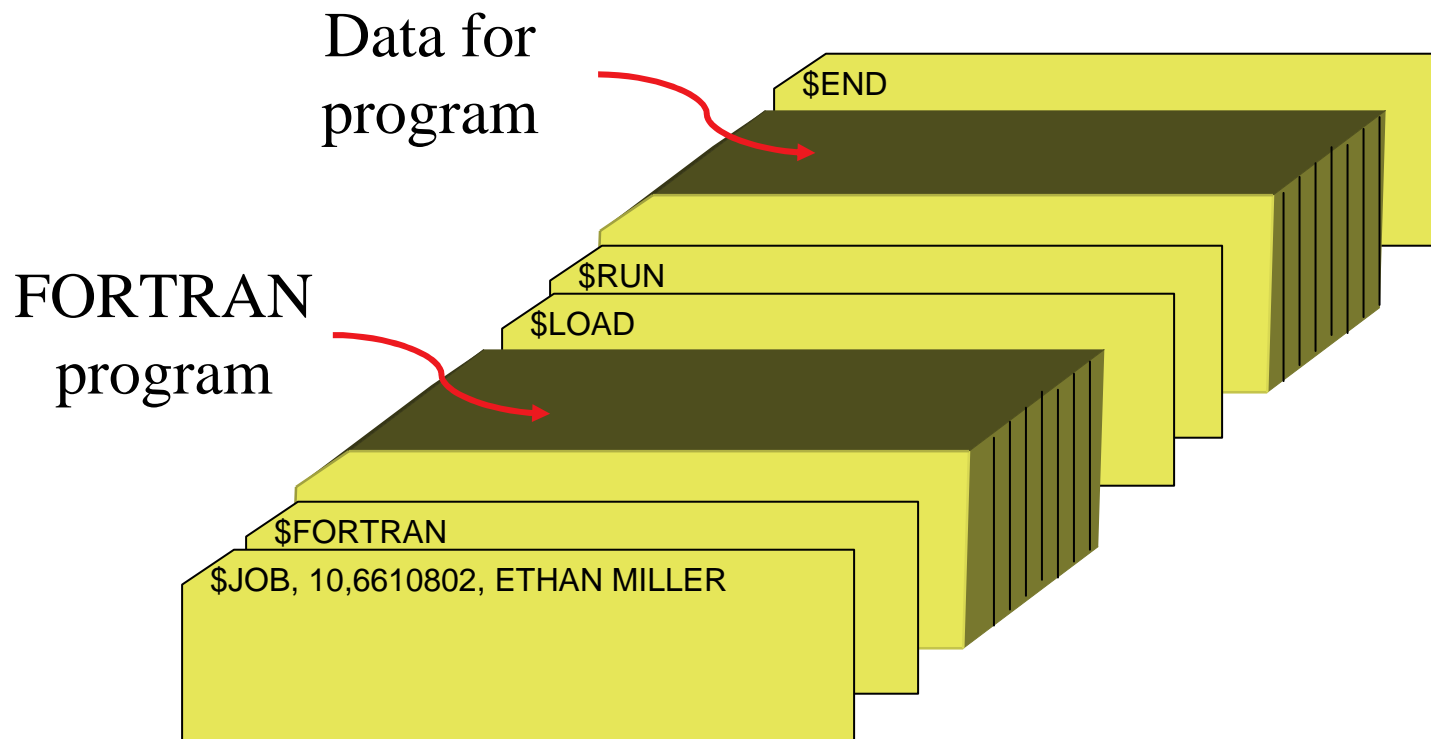 Data for
program
$END
$RUN
FORTRAN
program
$LOAD
$FORTRAN
$JOB, 10,6610802, ETHAN MILLER